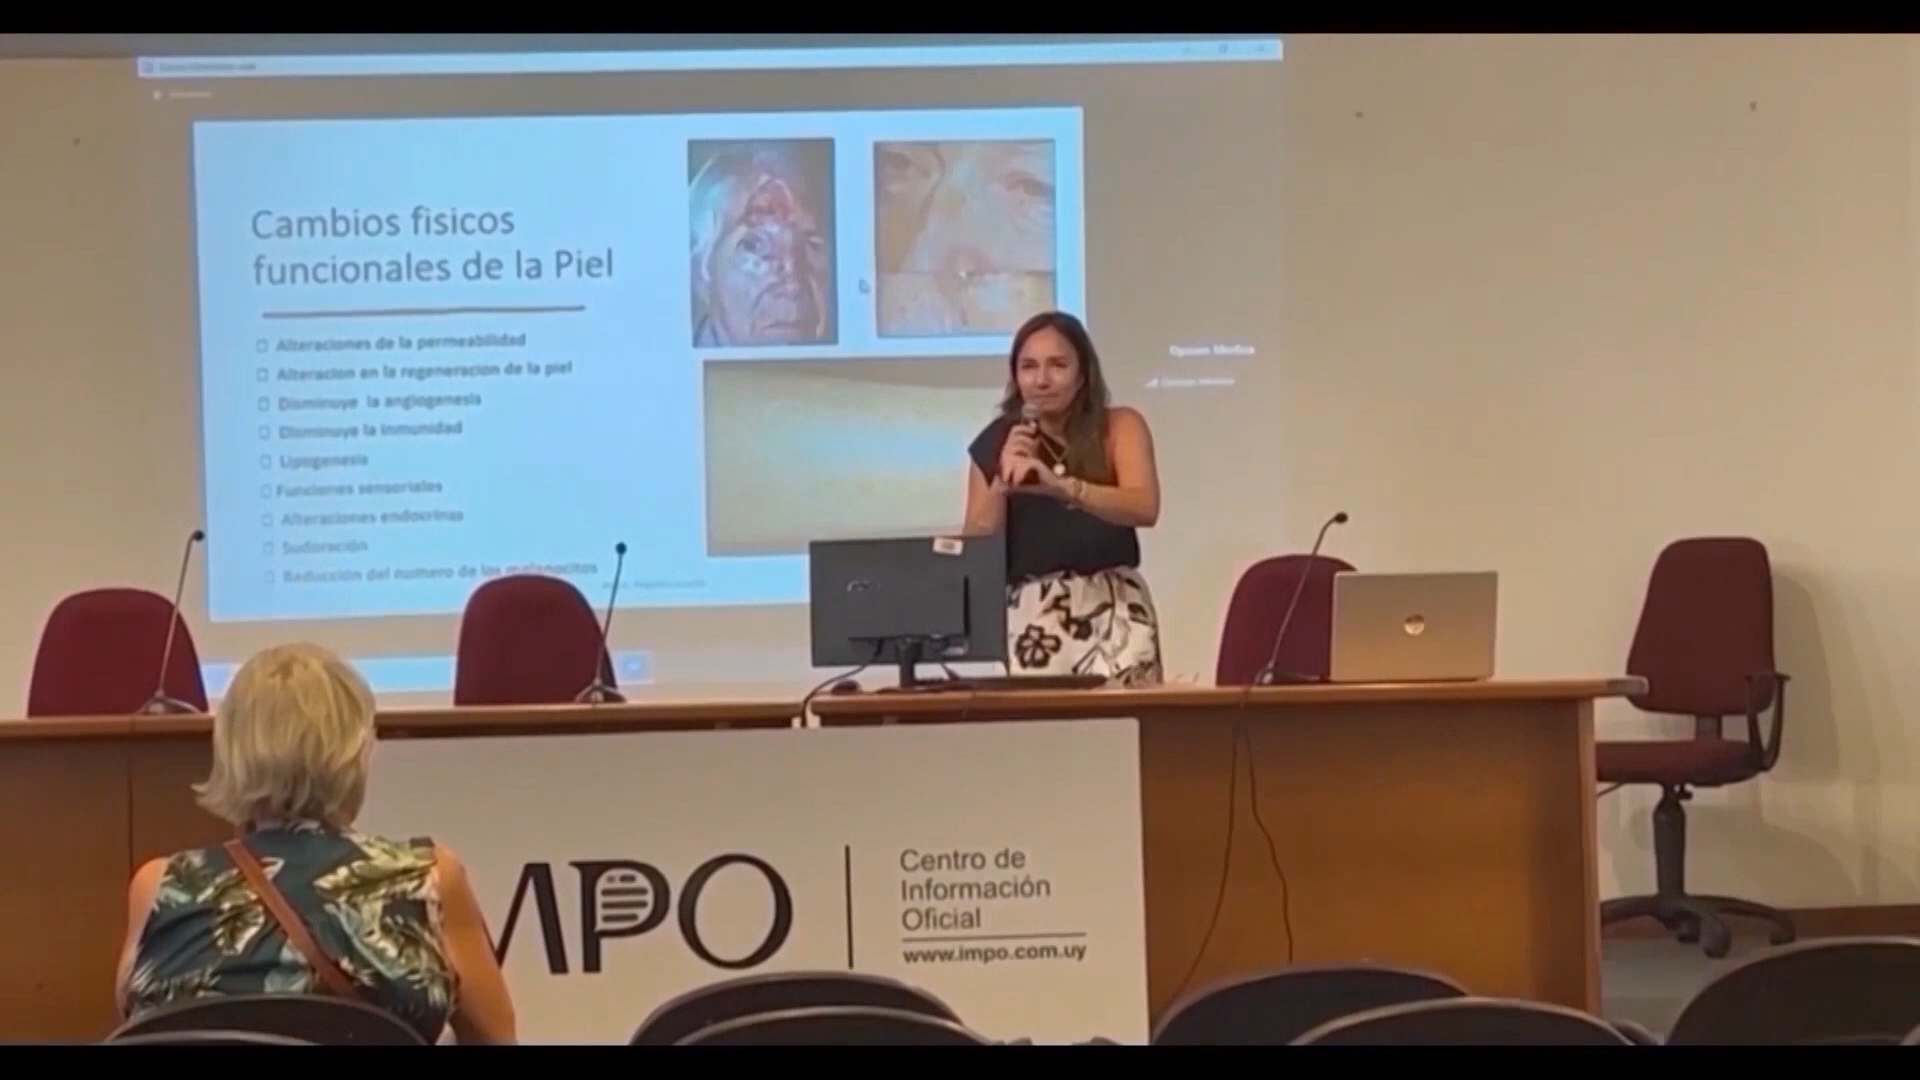 Cambios fisicos
funcionales de la Piel
Alteraciones de la permeabilidad
Alteracion en la regeneracion de la piel
Disminuye la angiogenesis
Disminuye la inmunidad
Lipogenesis
Funciones sensoriales
Alteraciones endocrinas
Sudoración
Reducción del numero de los melanocitos
IMPO
Centro de
Información
Oficial
www.impo.com.uy